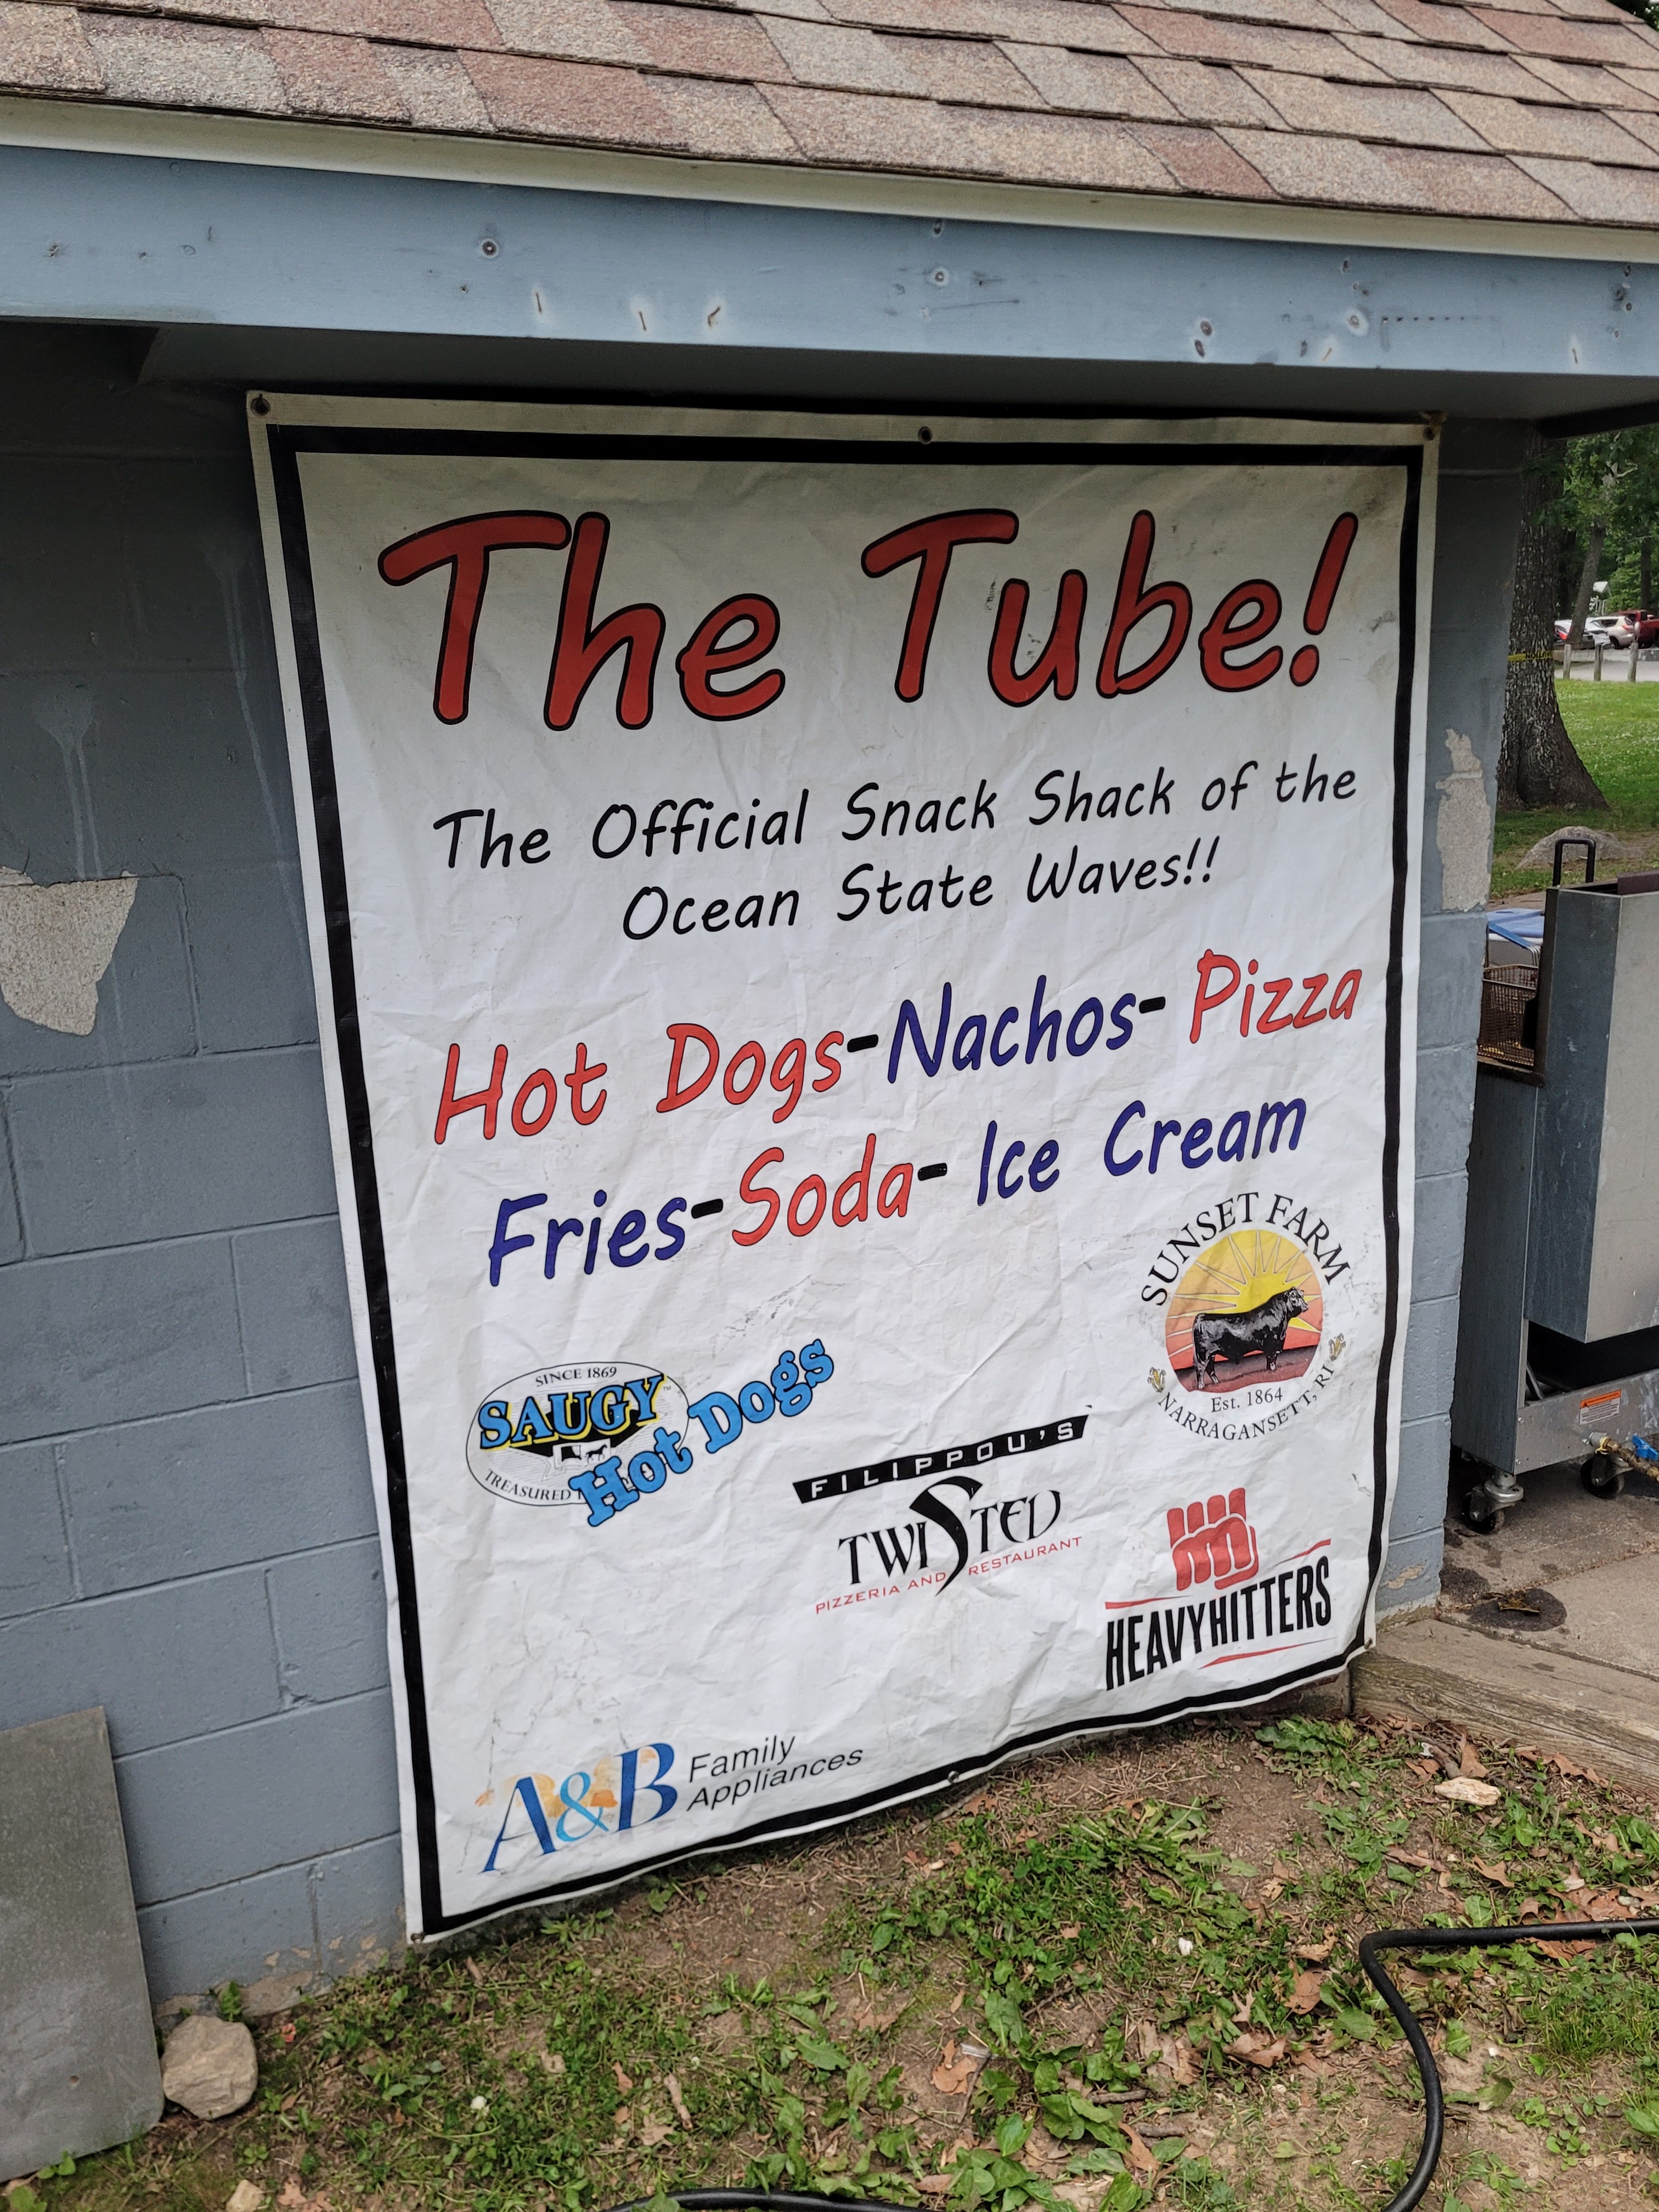 The Tube!
The Official Snack Shack of the
Ocean State Waves!!
Hot Dogs-Nachos- Pizza
Fries-Soda- Ice Cream
SUNSET FARM
Est. 1864
NARRAGANSETT, RI
SINCE 1869
SAUGY™
TREASURED
Hot Dogs
FILIPPOU'S
TWISTED
PIZZERIA AND RESTAURANT
HEAVYHITTERS
A&B Family
Appliances